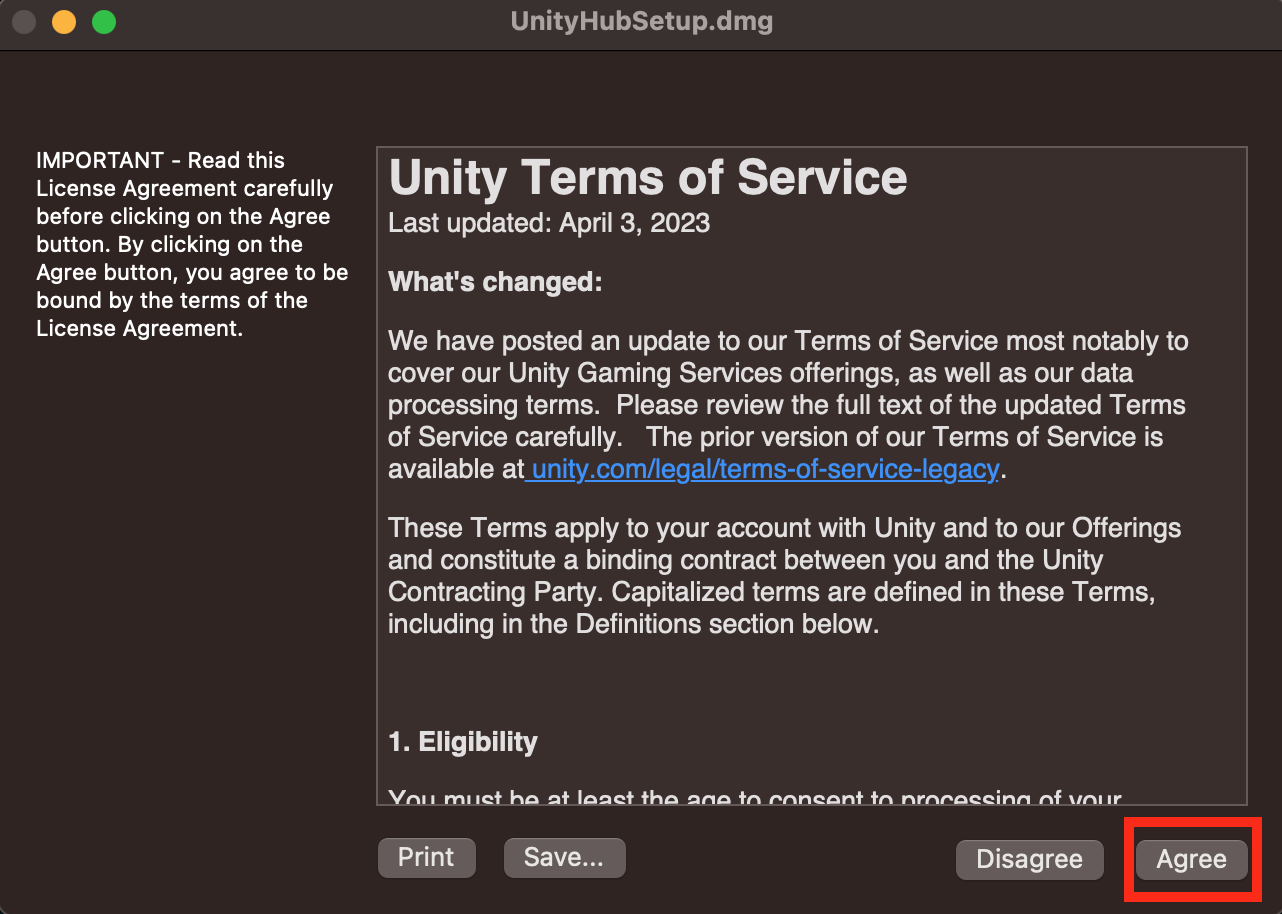 UnityHubSetup.dmg
IMPORTANT - Read this
License Agreement carefully
before clicking on the Agree
button. By clicking on the
Agree button, you agree to be
bound by the terms of the
License Agreement.
Unity Terms of Service
Last updated: April 3, 2023
What's changed:
We have posted an update to our Terms of Service most notably to
cover our Unity Gaming Services offerings, as well as our data
processing terms.  Please review the full text of the updated Terms
of Service carefully.   The prior version of our Terms of Service is
available at unity.com/legal/terms-of-service-legacy.
These Terms apply to your account with Unity and to our Offerings
and constitute a binding contract between you and the Unity
Contracting Party. Capitalized terms are defined in these Terms,
including in the Definitions section below.
1. Eligibility
You must be at least the age to consent to processing of your
Print
Save...
Disagree
Agree